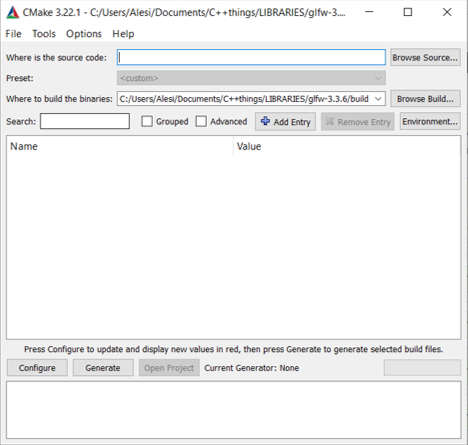 CMake 3.22.1 - C:/Users/Alesi/Documents/C++things/LIBRARIES/glfw-3....
File Tools Options Help
Where is the source code: Browse Source...
Preset: <custom>
Where to build the binaries: C:/Users/Alesi/Documents/C++things/LIBRARIES/glfw-3.3.6/build Browse Build...
Search: Grouped Advanced Add Entry Remove Entry Environment...
Name Value
Press Configure to update and display new values in red, then press Generate to generate selected build files.
Configure Generate Open Project Current Generator: None